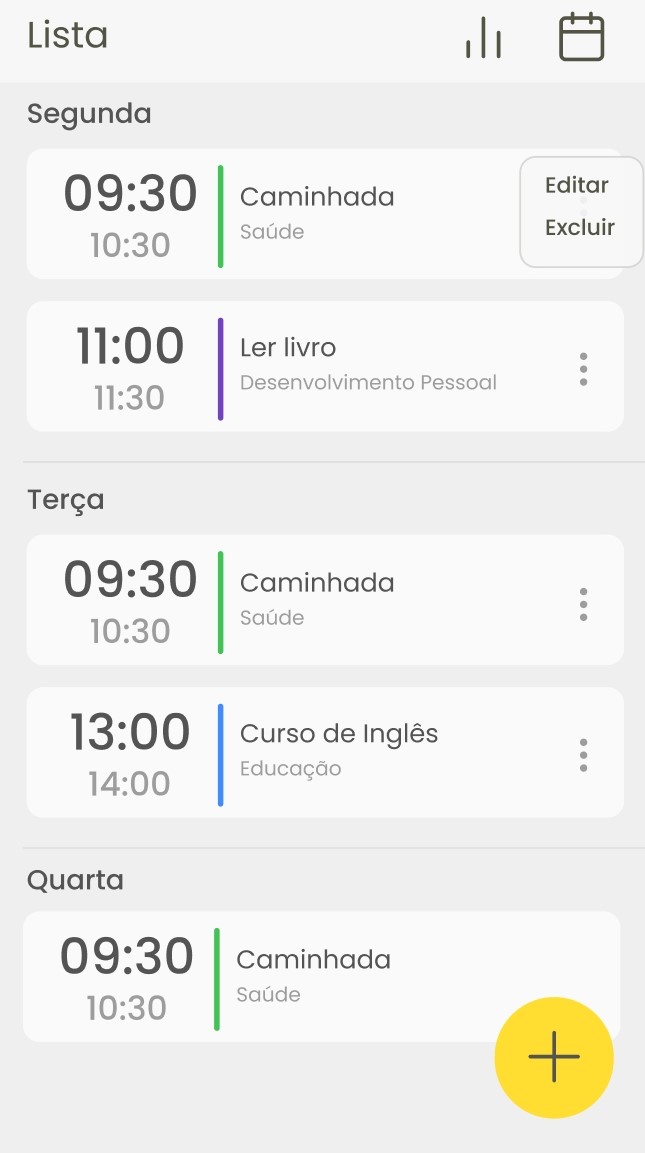 Lista
Segunda
09:30
10:30
Caminhada
Saúde
Editar
Excluir
11:00
11:30
Ler livro
Desenvolvimento Pessoal
Terça
09:30
10:30
Caminhada
Saúde
13:00
14:00
Curso de Inglês
Educação
Quarta
09:30
10:30
Caminhada
Saúde